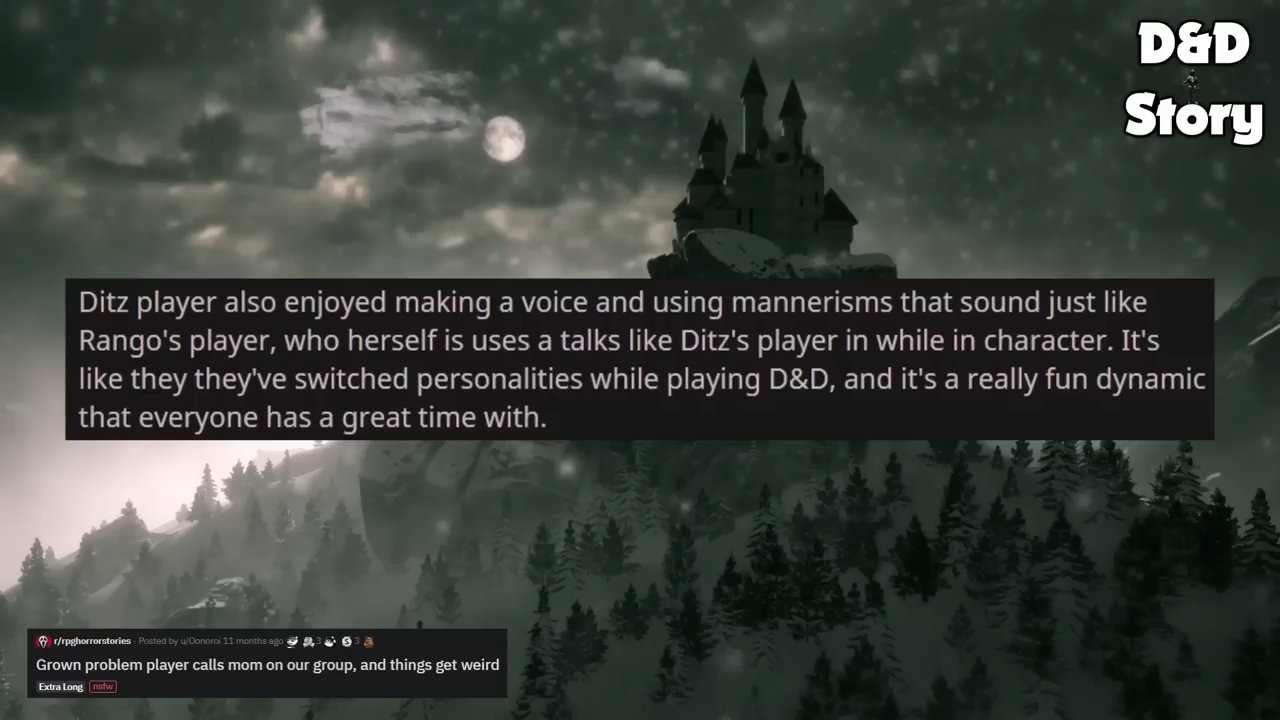 D&D
Story
Ditz player also enjoyed making a voice and using mannerisms that sound just like
Rango's player, who herself is uses a talks like Ditz's player in while in character. It's
like they they've switched personalities while playing D&D, and it's a really fun dynamic
that everyone has a great time with.
r/rpghorrorstories · Posted by u/Oonoroi 11 months ago 3 3
Grown problem player calls mom on our group, and things get weird
Extra Long nsfw